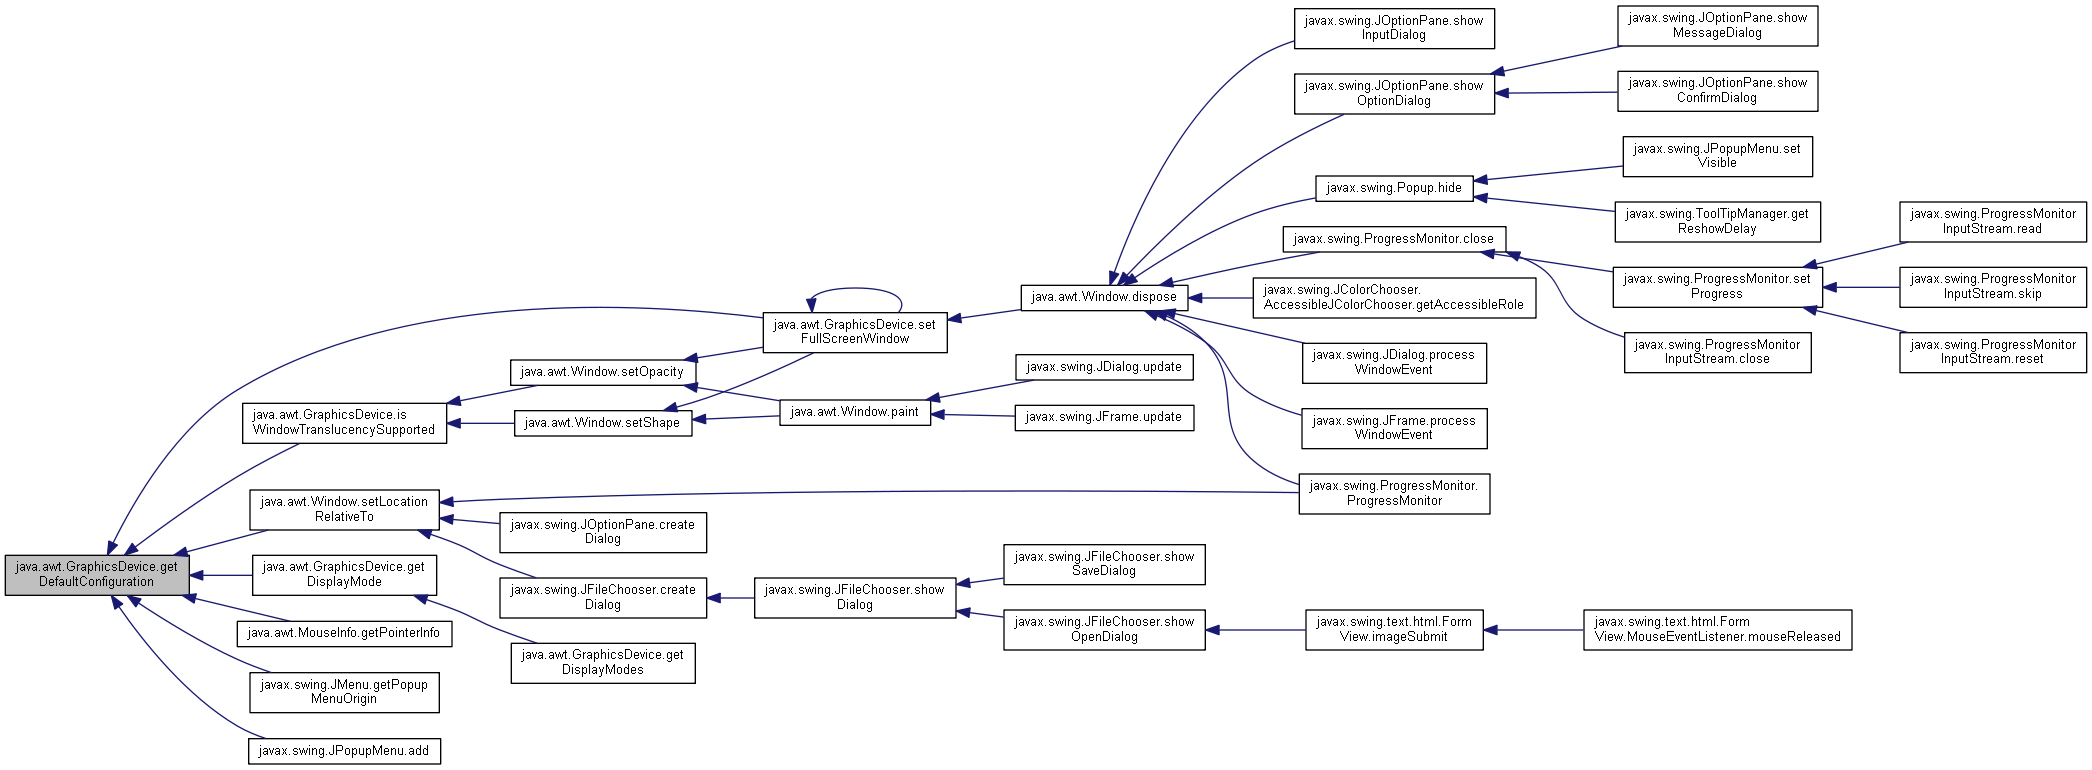 java.awt.GraphicsDevice.get
DefaultConfiguration
java.awt.GraphicsDevice.is
WindowTranslucencySupported
java.awt.Window.setLocation
RelativeTo
java.awt.GraphicsDevice.get
DisplayMode
java.awt.MouseInfo.getPointerInfo
javax.swing.JMenu.getPopup
MenuOrigin
javax.swing.JPopupMenu.add
java.awt.Window.setOpacity
java.awt.Window.setShape
javax.swing.JOptionPane.create
Dialog
javax.swing.JFileChooser.create
Dialog
java.awt.GraphicsDevice.get
DisplayModes
java.awt.GraphicsDevice.set
FullScreenWindow
java.awt.Window.paint
javax.swing.JFileChooser.show
Dialog
java.awt.Window.dispose
javax.swing.JDialog.update
javax.swing.JFrame.update
javax.swing.JFileChooser.show
SaveDialog
javax.swing.JFileChooser.show
OpenDialog
javax.swing.JOptionPane.show
InputDialog
javax.swing.JOptionPane.show
OptionDialog
javax.swing.Popup.hide
javax.swing.ProgressMonitor.close
javax.swing.JColorChooser.
AccessibleJColorChooser.getAccessibleRole
javax.swing.JDialog.process
WindowEvent
javax.swing.JFrame.process
WindowEvent
javax.swing.ProgressMonitor.
ProgressMonitor
javax.swing.text.html.Form
View.imageSubmit
javax.swing.JOptionPane.show
MessageDialog
javax.swing.JOptionPane.show
ConfirmDialog
javax.swing.JPopupMenu.set
Visible
javax.swing.ToolTipManager.get
ReshowDelay
javax.swing.ProgressMonitor.set
Progress
javax.swing.ProgressMonitor
InputStream.close
javax.swing.text.html.Form
View.MouseEventListener.mouseReleased
javax.swing.ProgressMonitor
InputStream.read
javax.swing.ProgressMonitor
InputStream.skip
javax.swing.ProgressMonitor
InputStream.reset